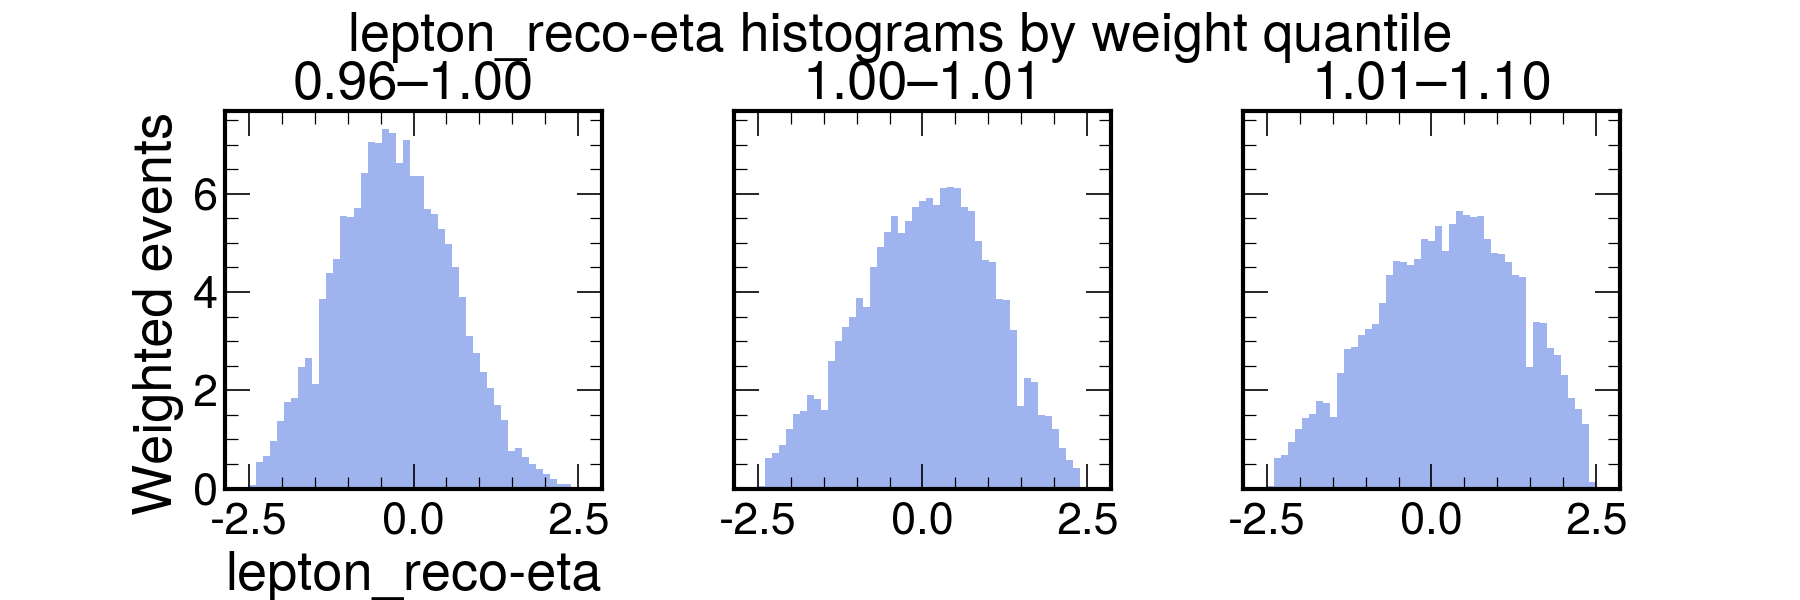 lepton_reco-eta histograms by weight quantile
0.96–1.00
1.00–1.01
1.01–1.10
Weighted events
6
4
2
0
-2.5 0.0 2.5
-2.5 0.0 2.5
-2.5 0.0 2.5
lepton_reco-eta